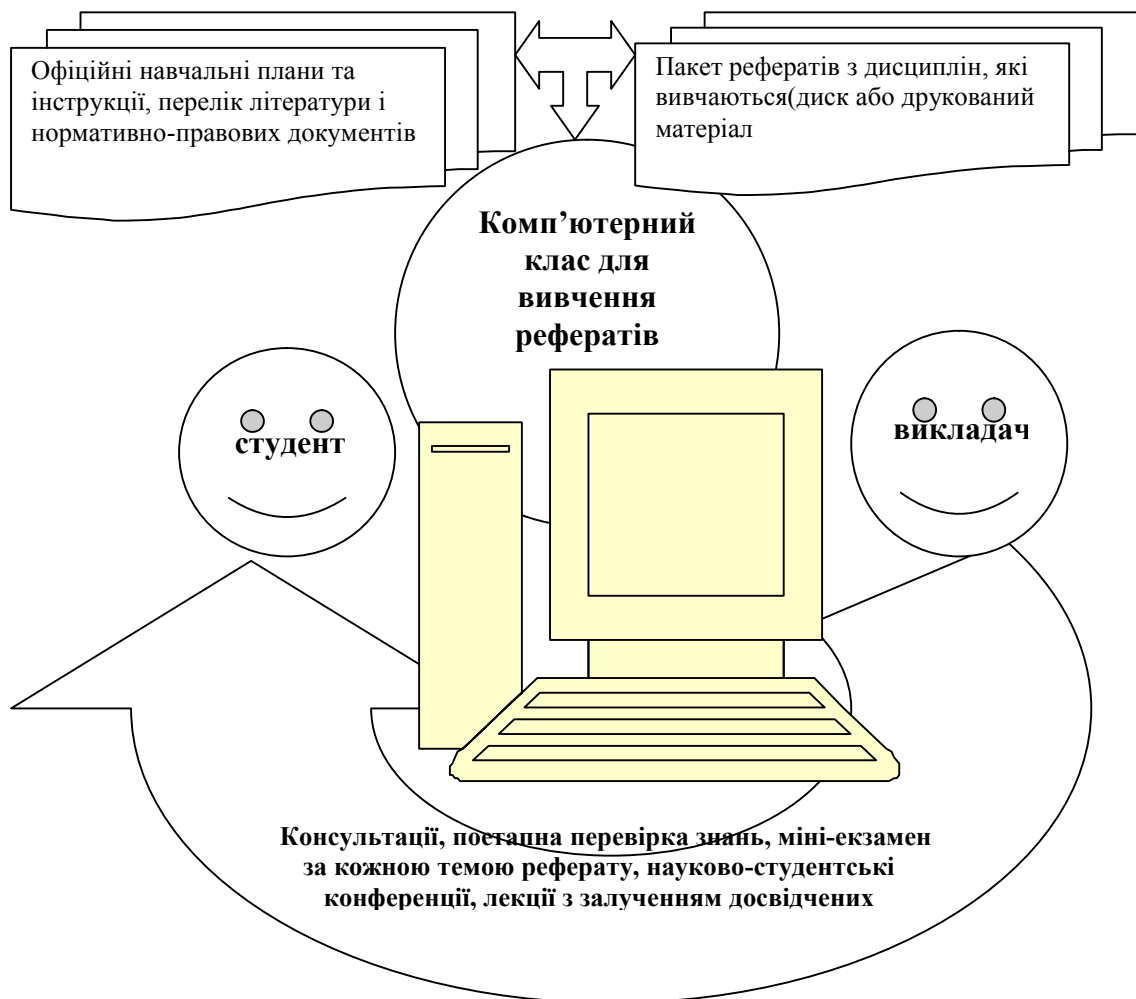 Офіційні навчальні плани та
інструкції, перелік літератури і
нормативно-правових документів
Пакет рефератів з дисциплін, які
вивчаються(диск або друкований
матеріал
Комп’ютерний
клас для
вивчення
рефератів
студент
викладач
Консультації, постапна перевірка знань, міні-екзамен
за кожною темою реферату, науково-студентські
конференції, лекції з залученням досвідчених